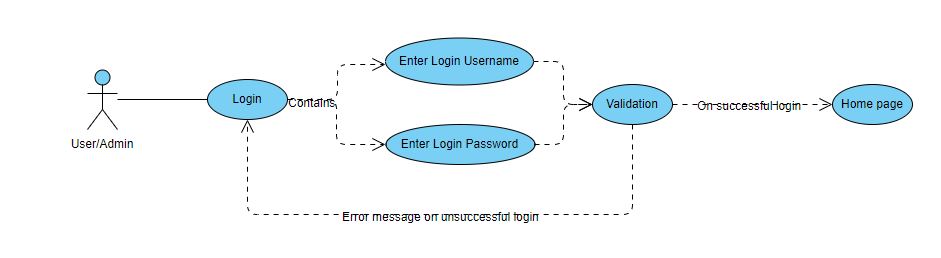 Enter Login Username
Login
Contains
Validation
On successful login
Home page
User/Admin
Enter Login Password
Error message on unsuccessful login